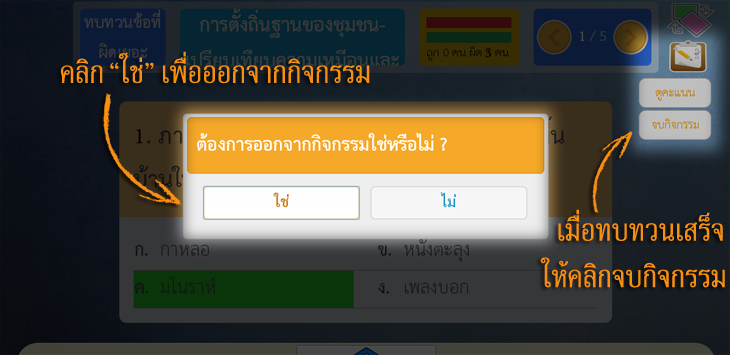 ทบทวนข้อที่
ผิดเยอะ
การตั้งถิ่นฐานของชุมชน-
เปรียบเทียบความเหมือนและ
ถูก 0 คน ผิด 3 คน
1 / 5
คลิก “ใช่” เพื่อออกจากกิจกรรม
ดูคะแนน
จบกิจกรรม
ต้องการออกจากกิจกรรมใช่หรือไม่ ?
1. ภา
น
บ้านใ
ใช่
ไม่
เมื่อทบทวนเสร็จ
ให้คลิกจบกิจกรรม
ก. กาหลอ
ข. หนังตะลุง
ค. มโนราห์
ง. เพลงบอก